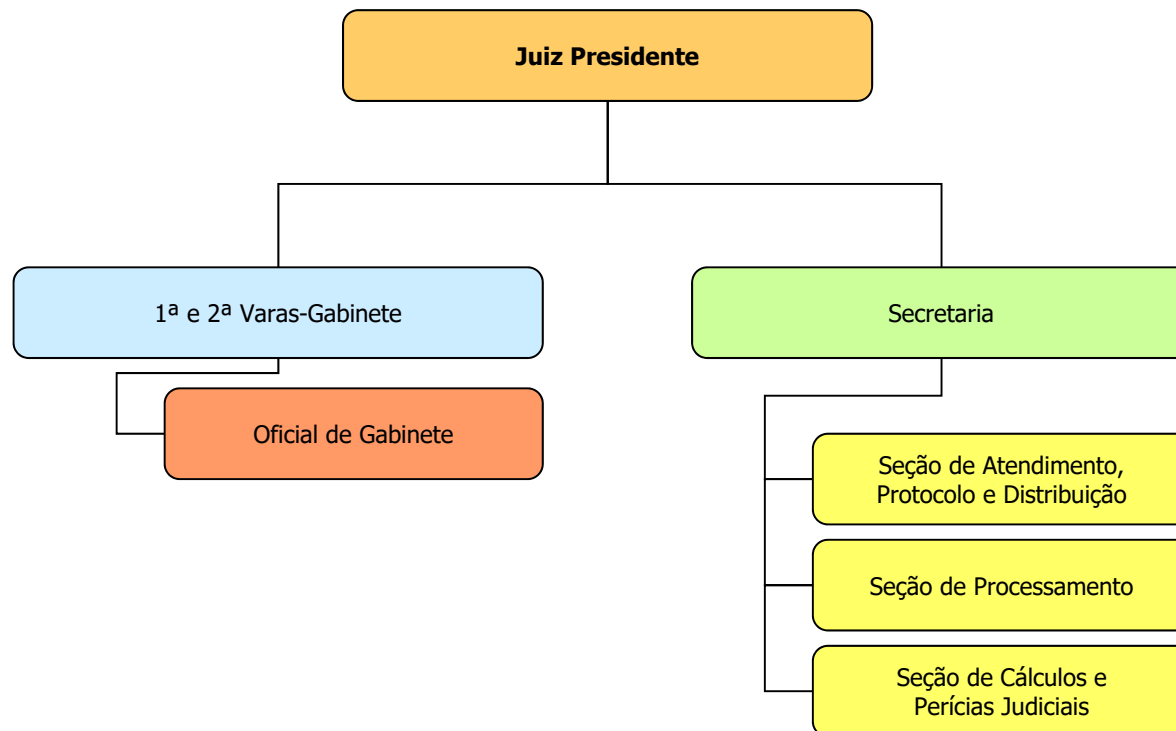 Juiz Presidente
1ª e 2ª Varas-Gabinete
Secretaria
Oficial de Gabinete
Seção de Atendimento,
Protocolo e Distribuição
Seção de Processamento
Seção de Cálculos e
Perícias Judiciais